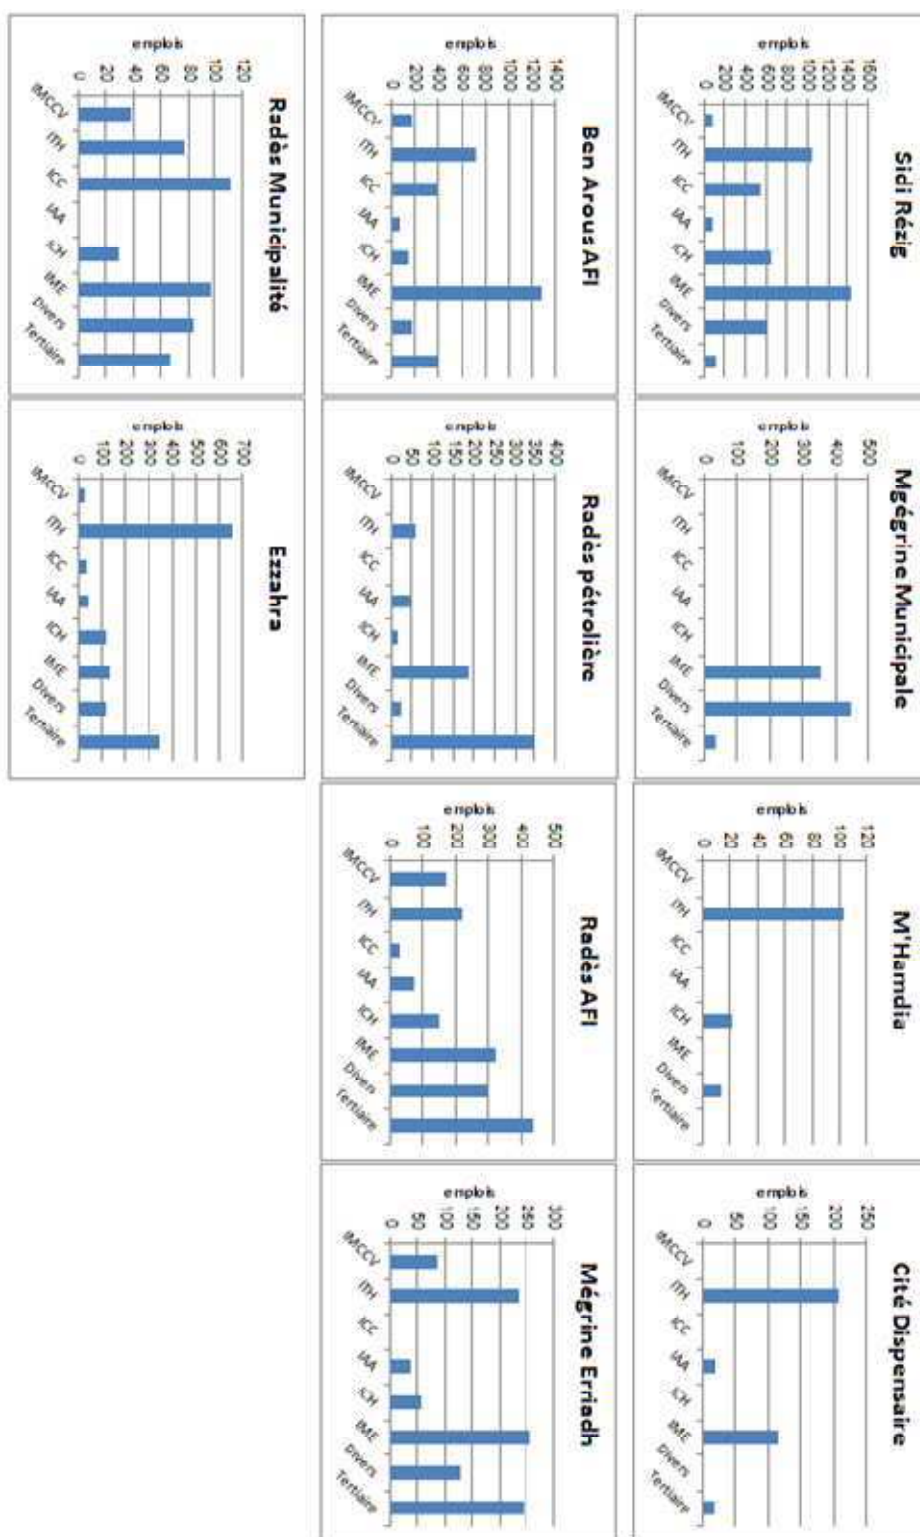 Sidi Rézig
emplois
1600
1400
1200
1000
800
600
400
200
0
IMCCV
ITH
ICC
IAA
ICH
IME
Divers
Tertiaire
Mgégrine Municipale
emplois
500
400
300
200
100
0
IMCCV
ITH
ICC
IAA
ICH
IME
Divers
Tertiaire
M'Hamdia
emplois
120
100
80
60
40
20
0
IMCCV
ITH
ICC
IAA
ICH
IME
Divers
Tertiaire
Cité Dispensaire
emplois
250
200
150
100
50
0
IMCCV
ITH
ICC
IAA
ICH
IME
Divers
Tertiaire
Ben Arous AFI
emplois
1400
1200
1000
800
600
400
200
0
IMCCV
ITH
ICC
IAA
ICH
IME
Divers
Tertiaire
Radès pétrolière
emplois
400
350
300
250
200
150
100
50
0
IMCCV
ITH
ICC
IAA
ICH
IME
Divers
Tertiaire
Radès AFI
emplois
500
400
300
200
100
0
IMCCV
ITH
ICC
IAA
ICH
IME
Divers
Tertiaire
Mégrine Erriadh
emplois
300
250
200
150
100
50
0
IMCCV
ITH
ICC
IAA
ICH
IME
Divers
Tertiaire
Radès Municipalité
emplois
120
100
80
60
40
20
0
IMCCV
ITH
ICC
IAA
ICH
IME
Divers
Tertiaire
Ezzahra
emplois
700
600
500
400
300
200
100
0
IMCCV
ITH
ICC
IAA
ICH
IME
Divers
Tertiaire